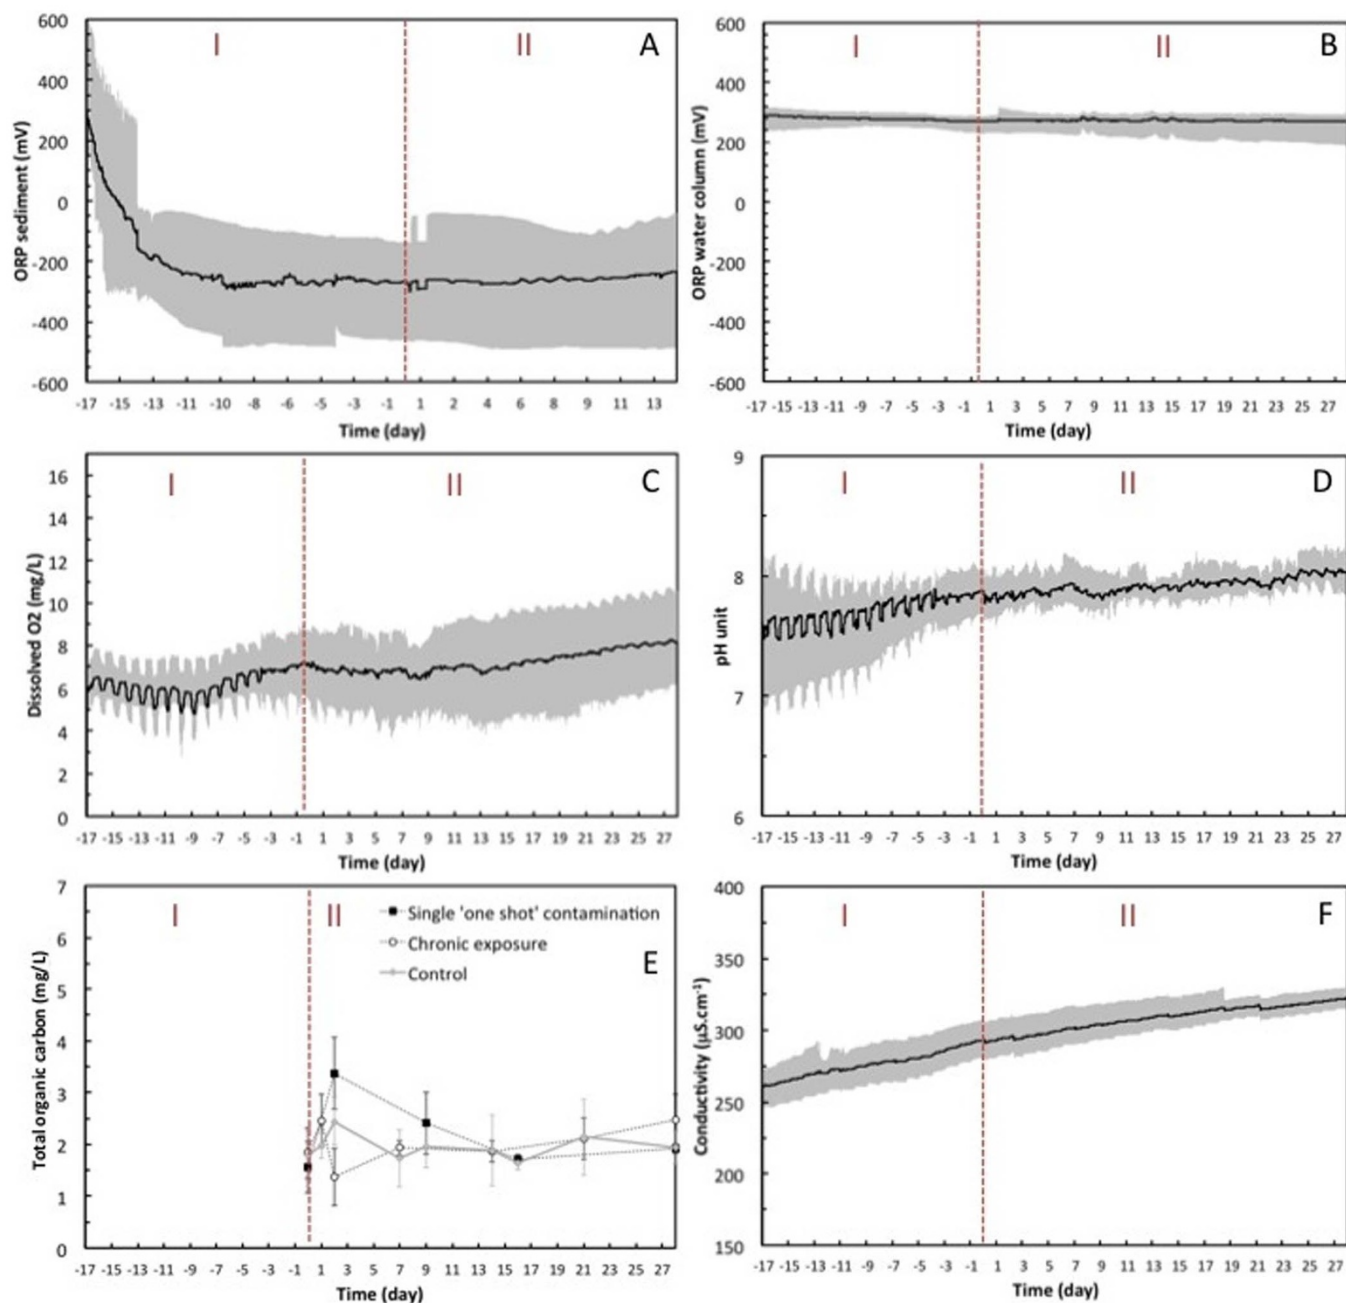 I II A
ORP sediment (mV)
600
400
200
0
-200
-400
-600
-17 -15 -13 -11 -10 -8 -6 -5 -3 -1 1 2 4 6 8 9 11 13
Time (day)
I II B
ORP water column (mV)
600
400
200
0
-200
-400
-600
-17 -15 -13 -11 -9 -7 -5 -3 -1 1 3 5 7 9 11 13 15 17 19 21 23 25 27
Time (day)
I II C
Dissolved O2 (mg/L)
16
14
12
10
8
6
4
2
0
-17 -15 -13 -11 -9 -7 -5 -3 -1 1 3 5 7 9 11 13 15 17 19 21 23 25 27
Time (day)
I II D
pH unit
9
8
7
6
-17 -15 -13 -11 -9 -7 -5 -3 -1 1 3 5 7 9 11 13 15 17 19 21 23 25 27
Time (day)
I II E
Single 'one shot' contamination
Chronic exposure
Control
Total organic carbon (mg/L)
7
6
5
4
3
2
1
0
-17 -15 -13 -11 -9 -7 -5 -3 -1 1 3 5 7 9 11 13 15 17 19 21 23 25 27
Time (day)
I II F
Conductivity (µS.cm⁻¹)
400
350
300
250
200
150
-17 -15 -13 -11 -9 -7 -5 -3 -1 1 3 5 7 9 11 13 15 17 19 21 23 25 27
Time (day)